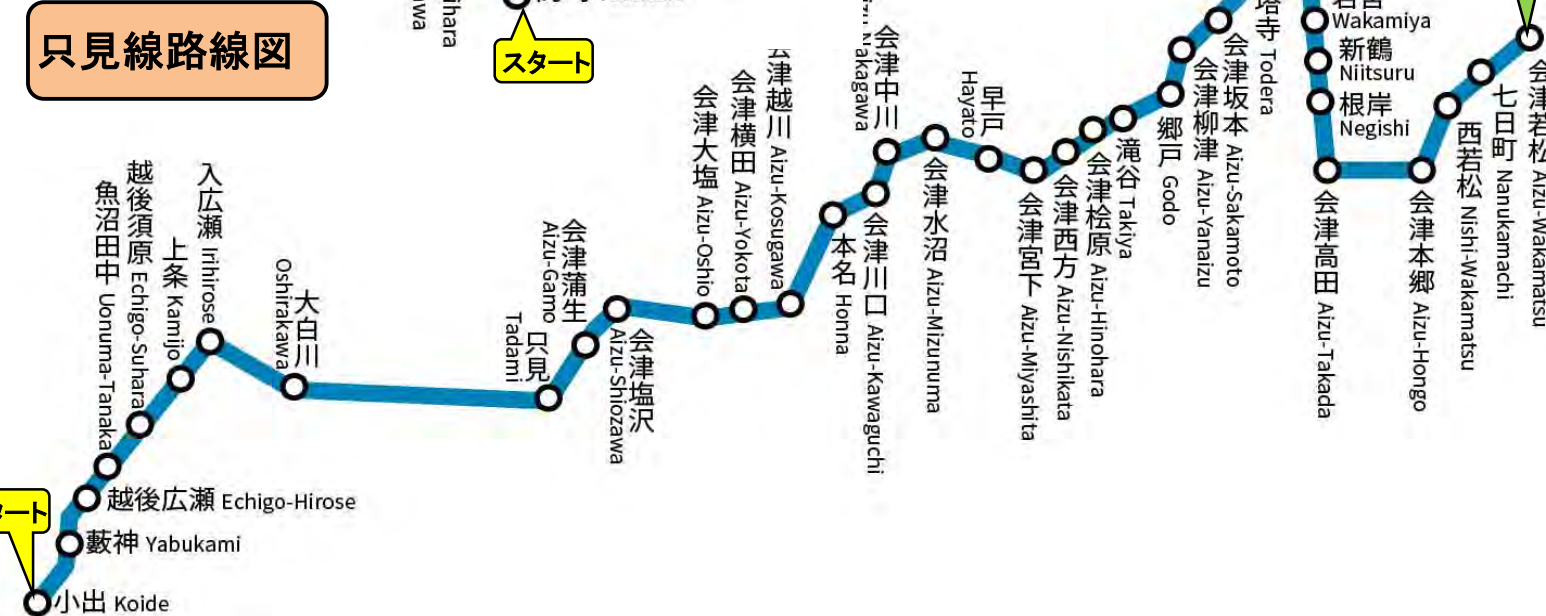 只見線路線図
スタート
小出 Koide
藪神 Yabukami
越後広瀬 Echigo-Hirose
魚沼田中 Uonuma-Tanaka
越後須原 Echigo-Suhara
上条 Kamijo
入広瀬 Irihirose
大白川 Oshirakawa
只見 Tadami
会津蒲生 Aizu-Gamo
会津塩沢 Aizu-Shiozawa
会津大塩 Aizu-Oshio
会津横田 Aizu-Yokota
会津越川 Aizu-Kosugawa
本名 Honna
会津川口 Aizu-Kawaguchi
会津中川 Nakagawa
会津水沼 Aizu-Mizunuma
早戸 Hayato
会津宮下 Aizu-Miyashita
会津西方 Aizu-Nishikata
会津桧原 Aizu-Hinohara
滝谷 Takiya
郷戸 Godo
会津柳津 Aizu-Yanaizu
会津坂本 Aizu-Sakamoto
塔寺 Todera
Wakamiya
新鶴
Niitsuru
根岸
Negishi
会津高田 Aizu-Takada
会津本郷 Aizu-Hongo
西若松 Nishi-Wakamatsu
七日町 Nanukamachi
会津若松 Aizu-Wakamatsu